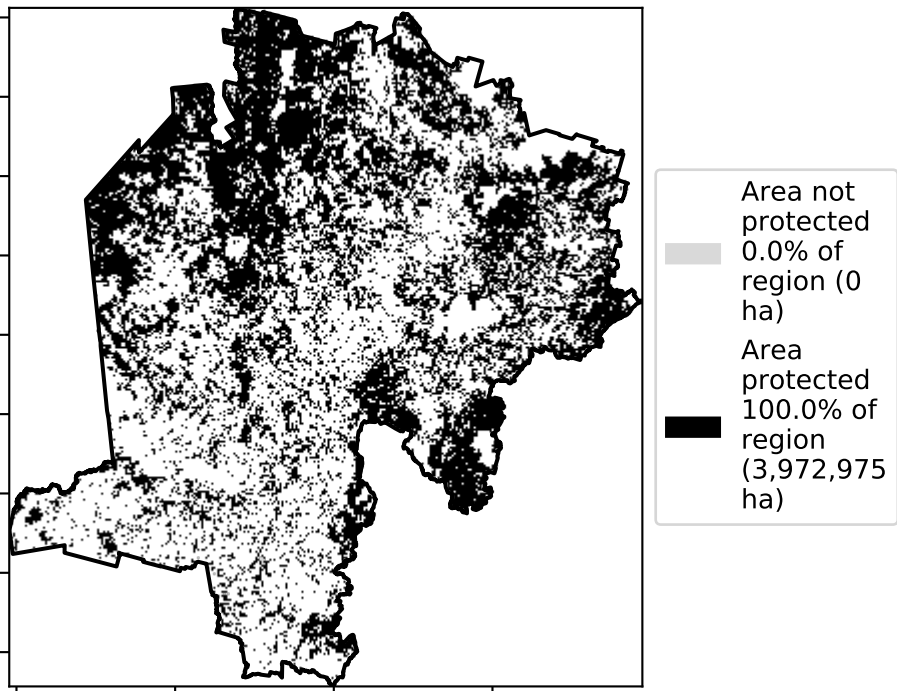 Area not
protected
0.0% of
region (0
ha)
Area
protected
100.0% of
region
(3,972,975
ha)